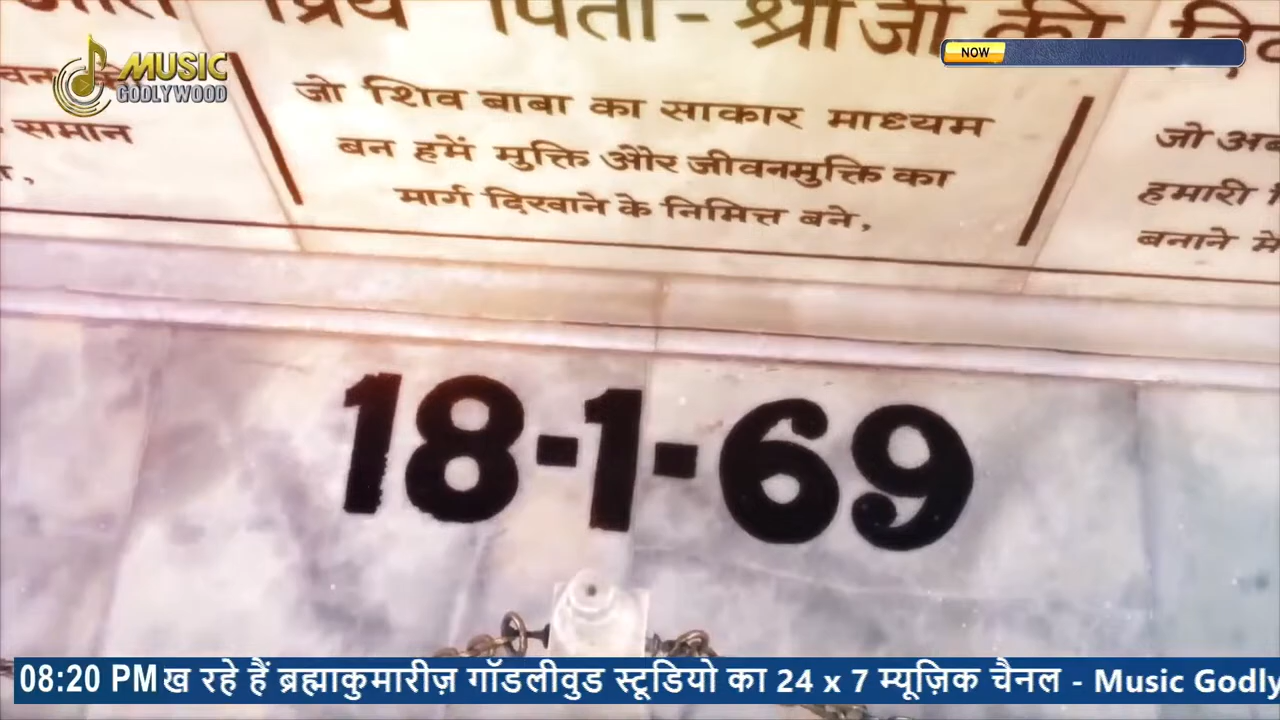 प्रिय पिता-श्री जी की
जो शिव बाबा का साकार माध्यम
बन हमें मुक्ति और जीवनमुक्ति का
मार्ग दिखाने के निमित्त बने,
समान
जो
हमारी
बनाने
18-1-69
MUSIC
GODLYWOOD
NOW
08:20 PM ख रहे हैं ब्रह्माकुमारीज़ गॉडलीवुड स्टूडियो का 24 x 7 म्यूज़िक चैनल - Music Godly